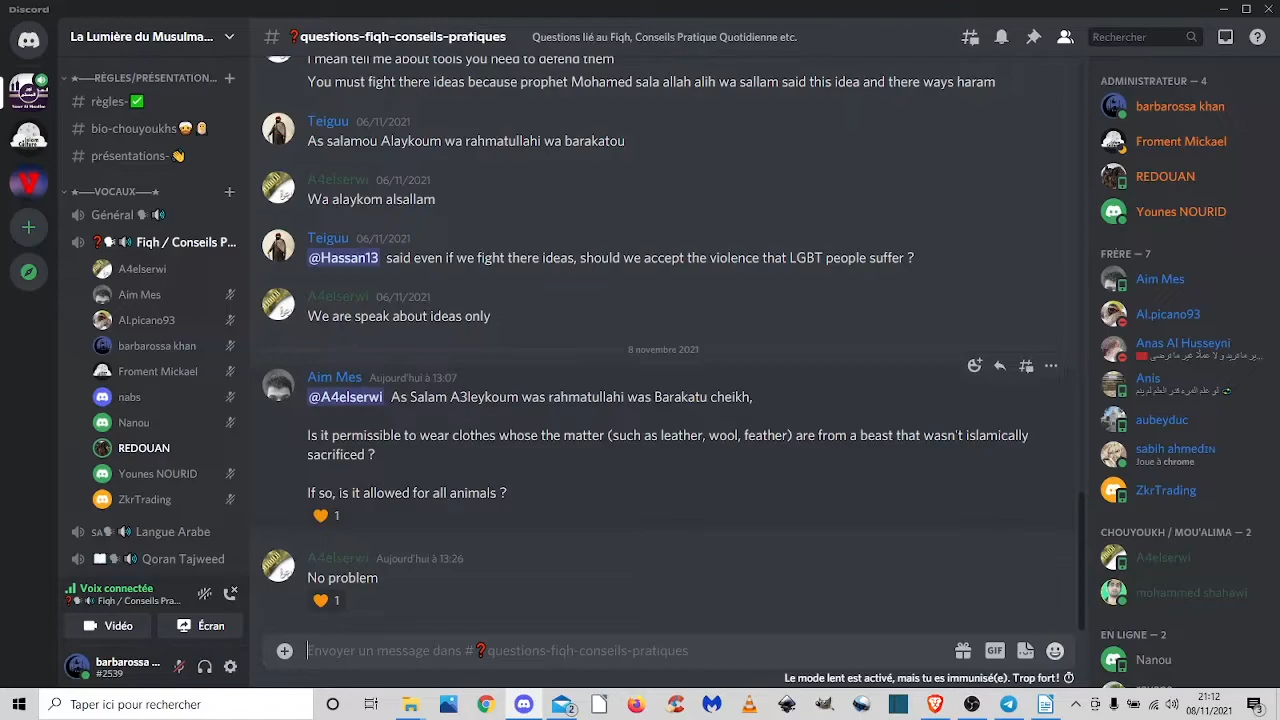 Discord
La Lumière du Musulma...
★—–RÈGLES/PRÉSENTATION...
règles-✅
bio-chouyoukhs
présentations-👋
★—–VOCAUX—–★
Général 🗣 🔊
❓🗣 🔊 Fiqh / Conseils P...
A4elserwi
Aim Mes
Al.picano93
barbarossa khan
Froment Mickael
nabs
Nanou
REDOUAN
Younes NOURID
ZkrTrading
SA🗣 🔊 Langue Arabe
📖🗣 🔊 Qoran Tajweed
Voix connectée
❓🗣 🔊 Fiqh / Conseils Pra...
Vidéo
Écran
barbarossa ...
#2539
# ❓questions-fiqh-conseils-pratiques
Questions lié au Fiqh, Conseils Pratique Quotidienne etc.
Rechercher
I mean tell me about tools you need to defend them
You must fight there ideas because prophet Mohamed sala allah alih wa sallam said this idea and there ways haram
Teiguu 06/11/2021
As salamou Alaykoum wa rahmatullahi wa barakatou
A4elserwi 06/11/2021
Wa alaykom alsallam
Teiguu 06/11/2021
@Hassan13 said even if we fight there ideas, should we accept the violence that LGBT people suffer ?
A4elserwi 06/11/2021
We are speak about ideas only
8 novembre 2021
Aim Mes Aujourd'hui à 13:07
@A4elserwi As Salam A3leykoum was rahmatullahi was Barakatu cheikh,
Is it permissible to wear clothes whose the matter (such as leather, wool, feather) are from a beast that wasn't islamically
sacrificed ?
If so, is it allowed for all animals ?
🧡 1
A4elserwi Aujourd'hui à 13:26
No problem
🧡 1
Envoyer un message dans #❓questions-fiqh-conseils-pratiques
GIF
Le mode lent est activé, mais tu es immunisé(e). Trop fort !
ADMINISTRATEUR — 4
barbarossa khan
Froment Mickael
REDOUAN
Younes NOURID
FRÈRE — 7
Aim Mes
Al.picano93
Anas Al Husseyni
Anis
aubeyduc
sabih ahmedɪɴ
Joue à chrome
ZkrTrading
CHOUYOUKH / MOU'ALIMA — 2
A4elserwi
mohammed shahawi
EN LIGNE — 2
Nanou
Taper ici pour rechercher
2
21:12
08/11/2021
3